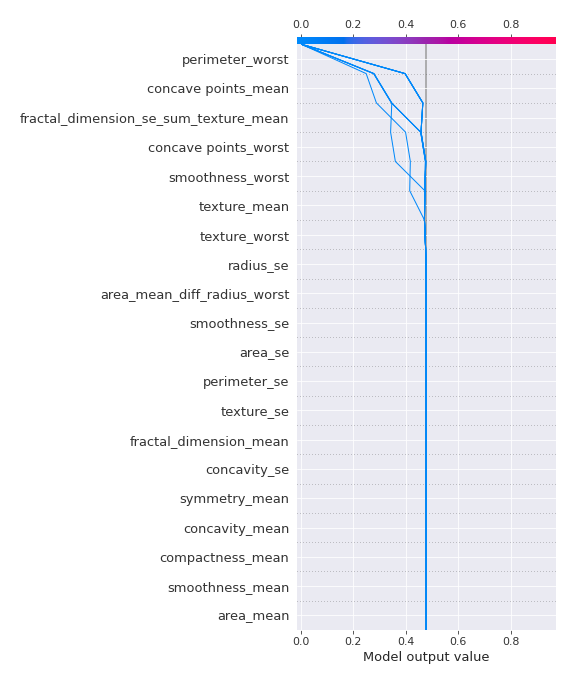 0.0 0.2 0.4 0.6 0.8
perimeter_worst
concave points_mean
fractal_dimension_se_sum_texture_mean
concave points_worst
smoothness_worst
texture_mean
texture_worst
radius_se
area_mean_diff_radius_worst
smoothness_se
area_se
perimeter_se
texture_se
fractal_dimension_mean
concavity_se
symmetry_mean
concavity_mean
compactness_mean
smoothness_mean
area_mean
0.0 0.2 0.4 0.6 0.8
Model output value